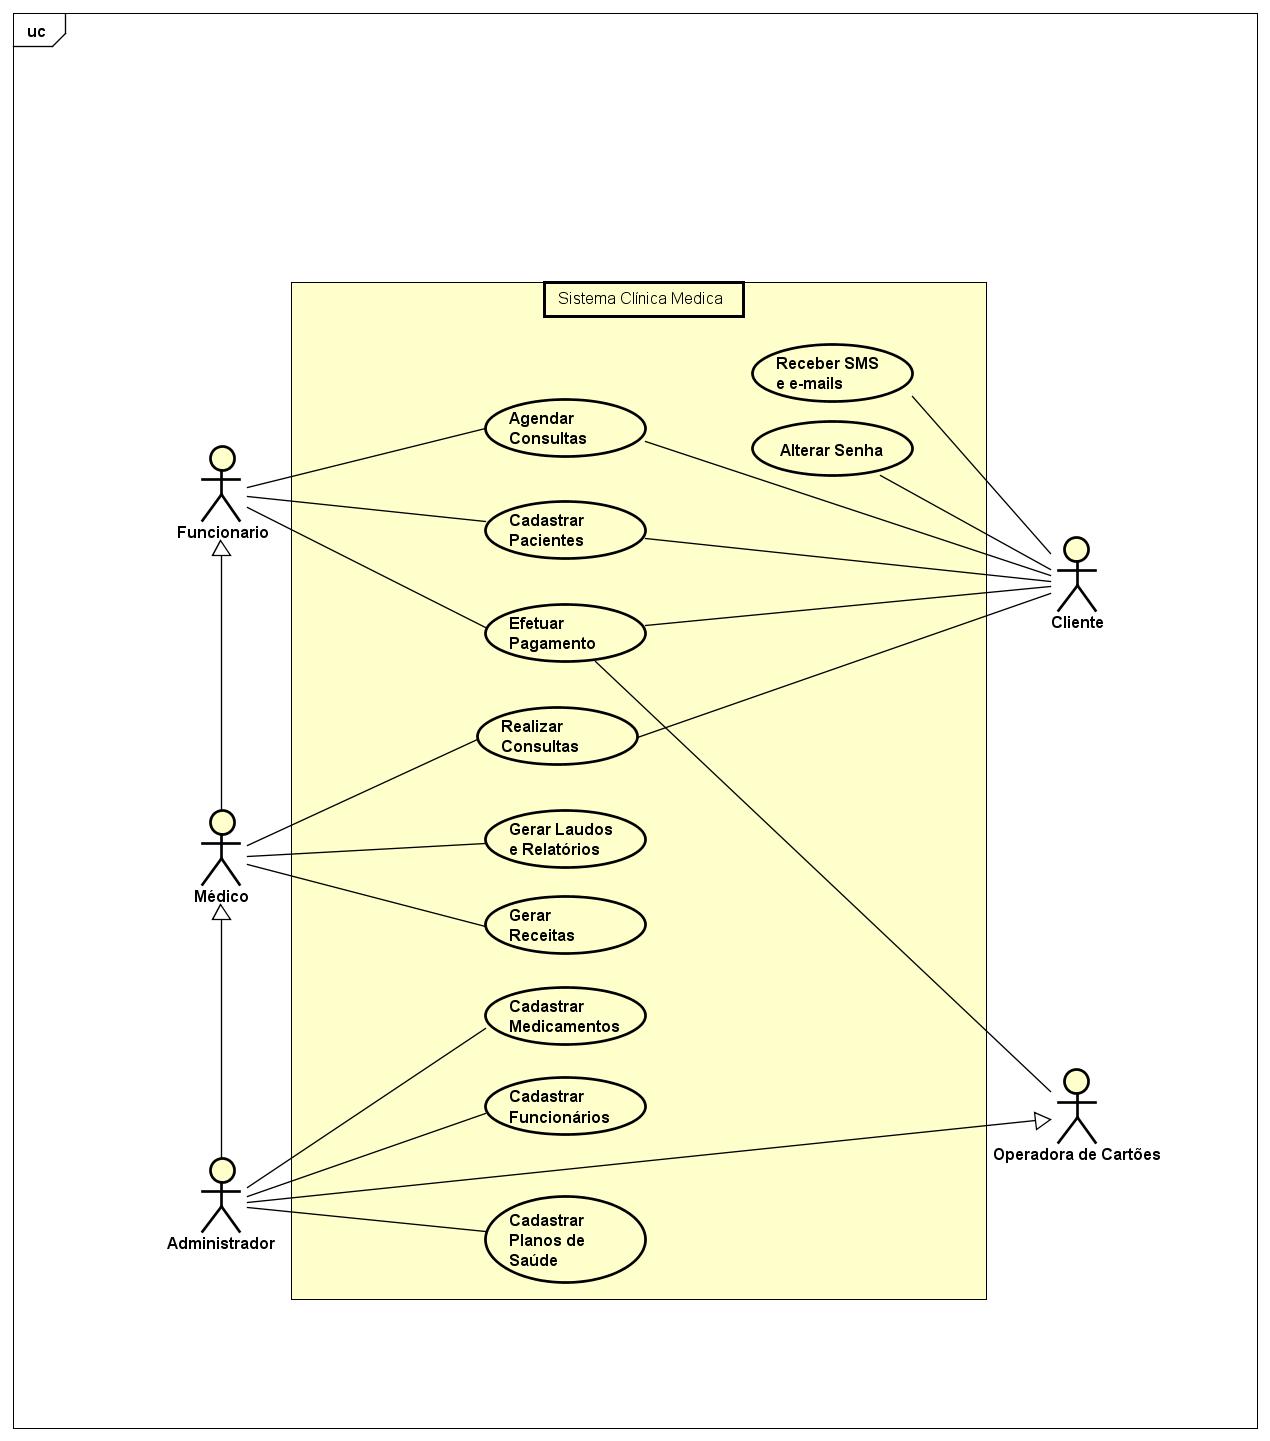 uc
Sistema Clínica Medica
Receber SMS
e e-mails
Agendar
Consultas
Alterar Senha
Funcionario
Cadastrar
Pacientes
Cliente
Efetuar
Pagamento
Realizar
Consultas
Gerar Laudos
e Relatórios
Médico
Gerar
Receitas
Cadastrar
Medicamentos
Cadastrar
Funcionários
Operadora de Cartões
Administrador
Cadastrar
Planos de
Saúde